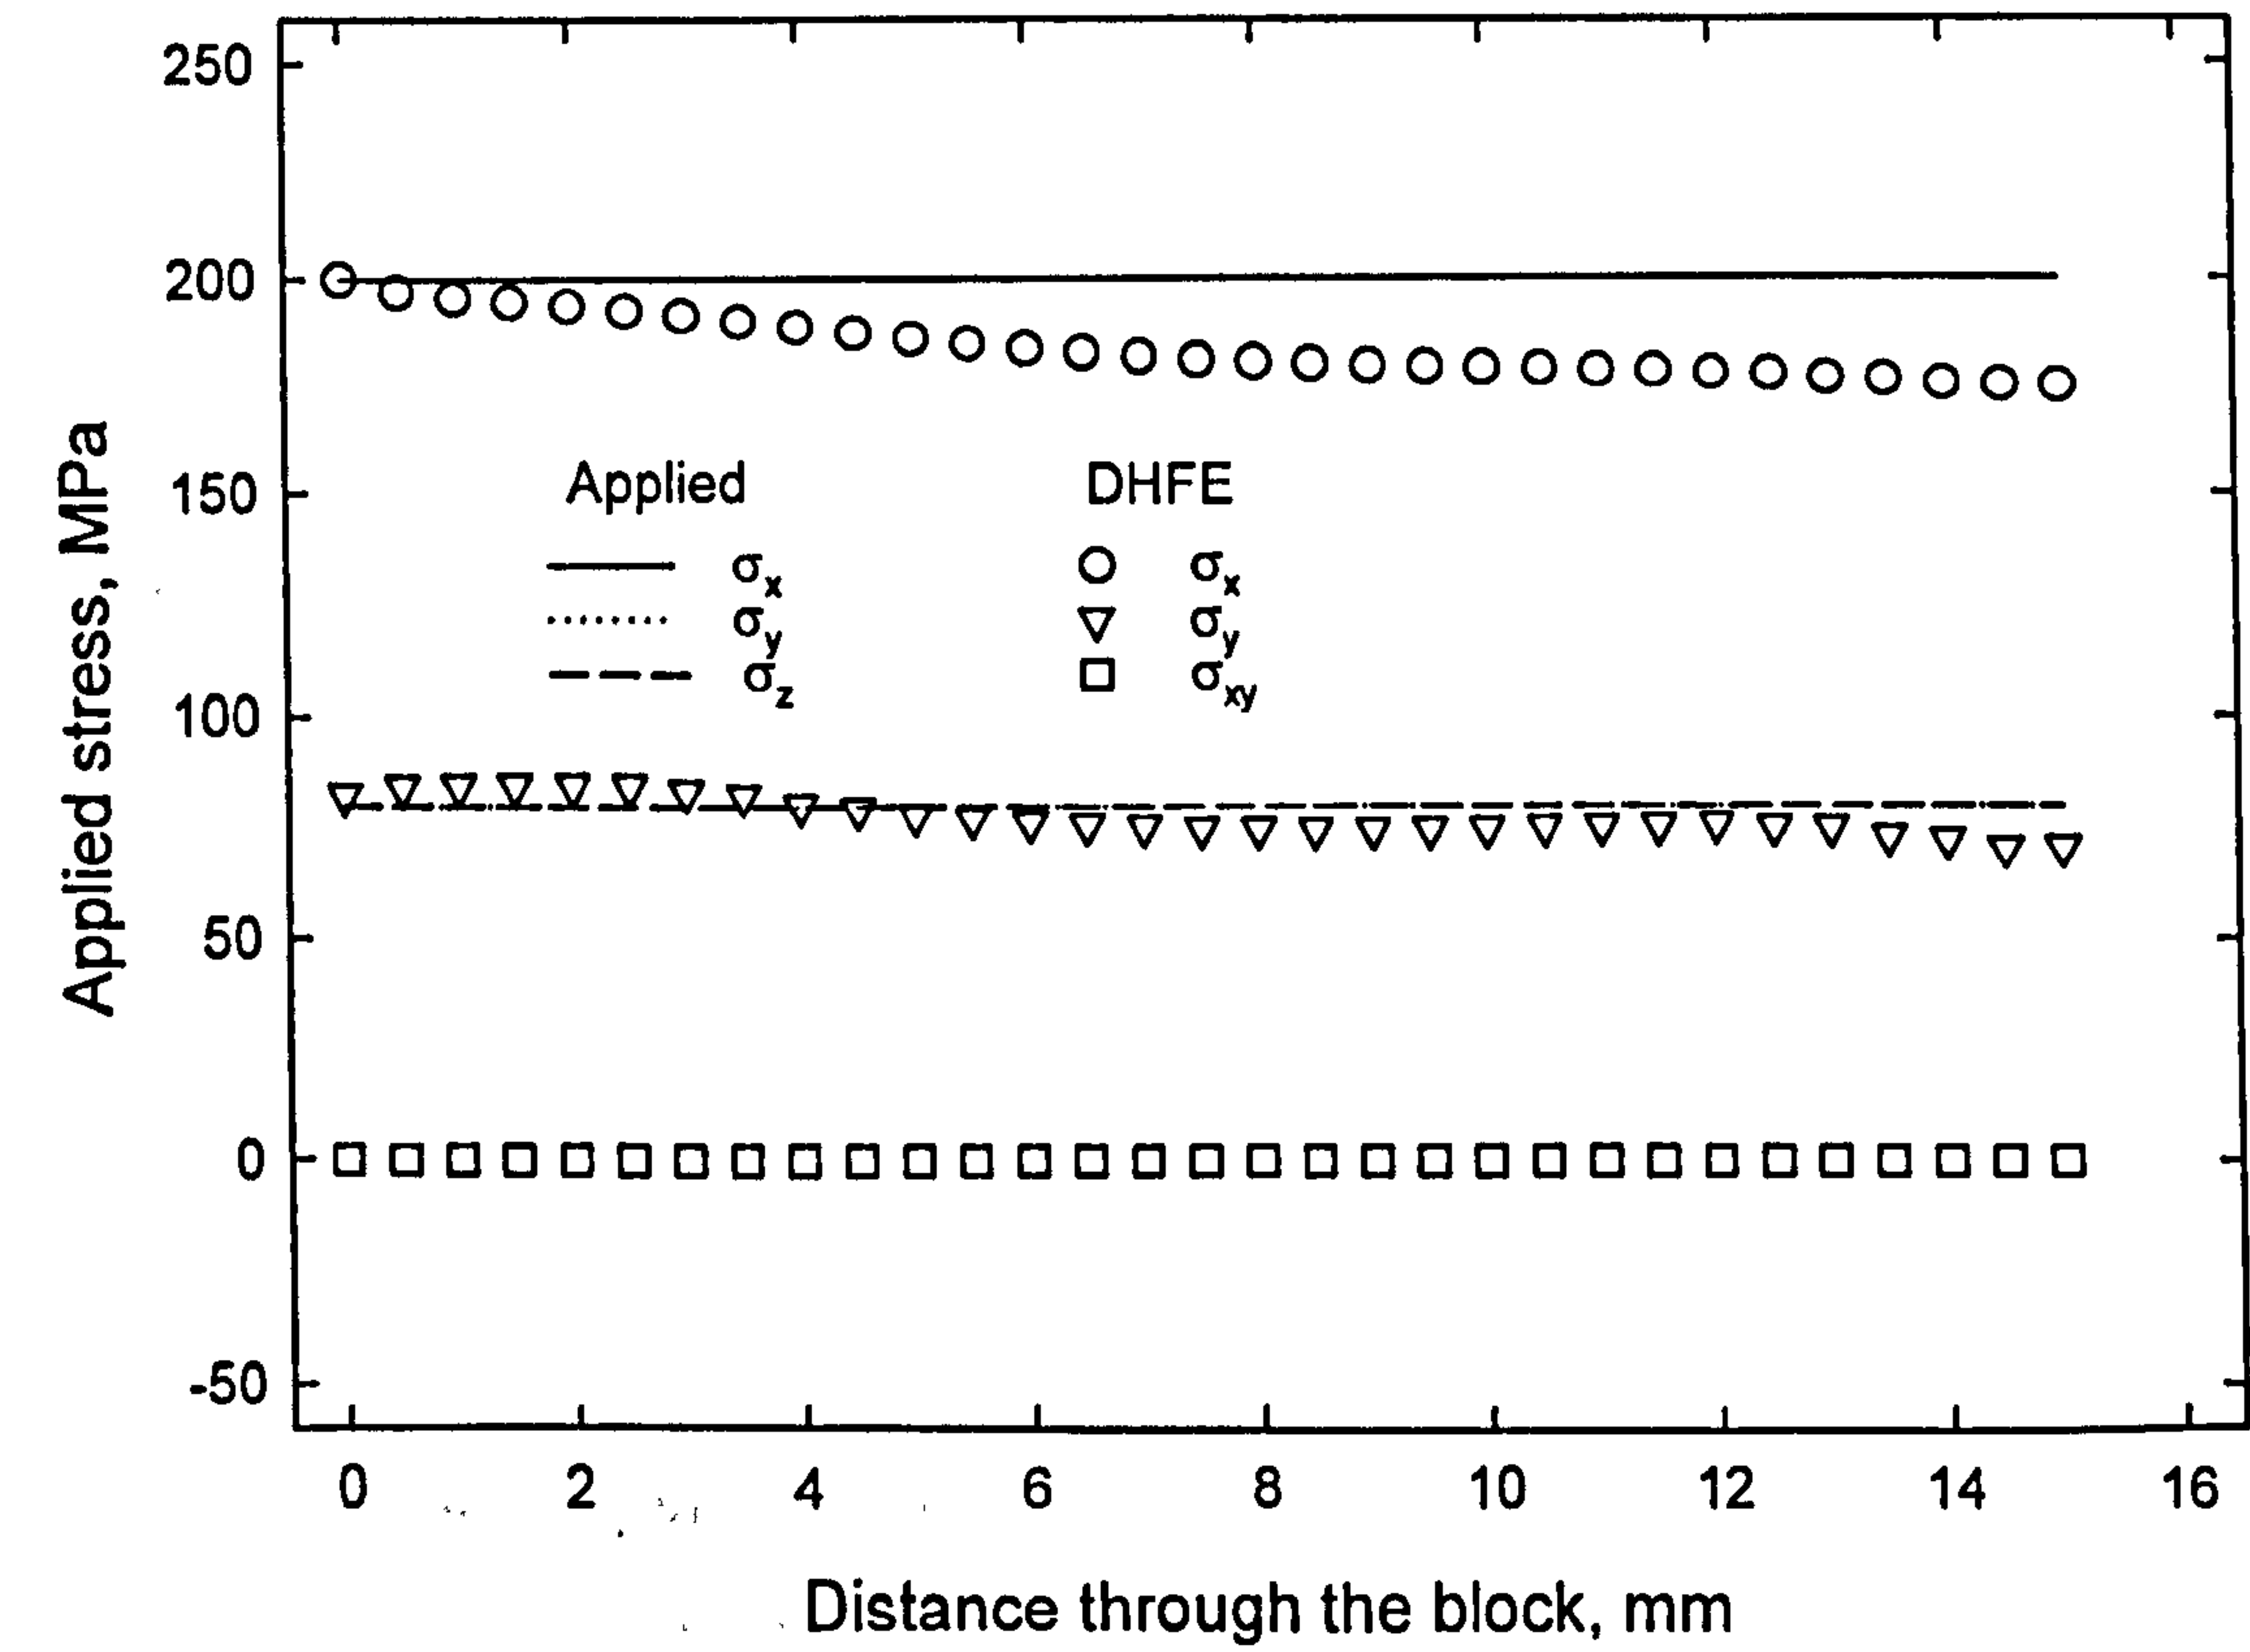 250
200
150
100
50
0
-50
Applied stress, MPa
Applied DHFE
σx σx
σy σy
σz σxy
0 2 4 6 8 10 12 14 16
Distance through the block, mm